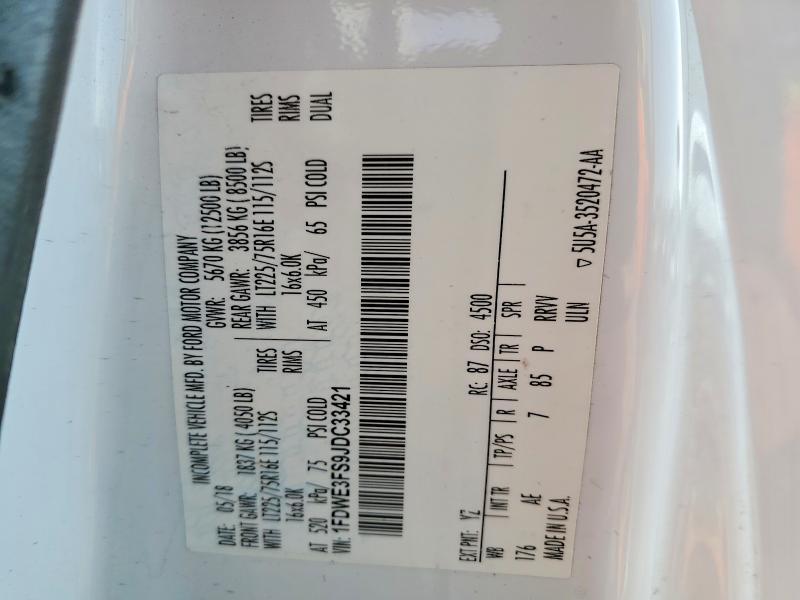 INCOMPLETE VEHICLE MFD. BY FORD MOTOR COMPANY
DATE: 05/18 GVWR: 5670 KG (12500 LB)
FRONT GAWR: 1837 KG (4050 LB) REAR GAWR: 3856 KG (8500 LB)
WITH LT225/75R16E 115/112S TIRES WITH LT225/75R16E 115/112S TIRES
16x6.0K RIMS 16x6.0K RIMS
AT 520 kPa/ 75 PSI COLD AT 450 kPa/ 65 PSI COLD DUAL
VIN: 1FDWE3FS9JDC33421
EXT PNT: YZ RC: 87 DSO: 4500
WB INT TR TP/PS R AXLE TR SPR
176 AE 7 85 P RRVV
MADE IN U.S.A. ULN
▽ 5U5A-3520472-AA